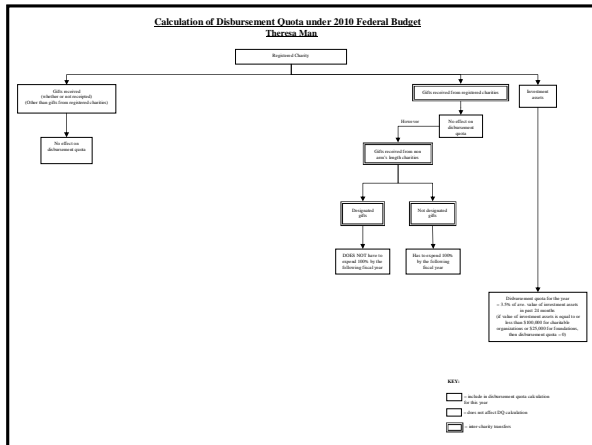 Calculation of Disbursement Quota under 2010 Federal Budget
Theresa Man
Registered Charity
Gifts received
(whether or not receipted)
(Other than gifts from registered charities)
Gifts received from registered charities
Investment
assets
No effect on
disbursement quota
However
No effect on
disbursement
quota
Gifts received from non
arm's length charities
Designated
gifts
Not designated
gifts
DOES NOT have to
expend 100% by the
following fiscal year
Has to expend 100%
by the following
fiscal year
Disbursement quota for the year
= 3.5% of ave. value of investment assets
in past 24 months
(if value of investment assets is equal to or
less than $100,000 for charitable
organizations or $25,000 for foundations,
then disbursement quota = 0)
KEY:
= include in disbursement quota calculation
for this year
= does not affect DQ calculation
= inter charity transfers